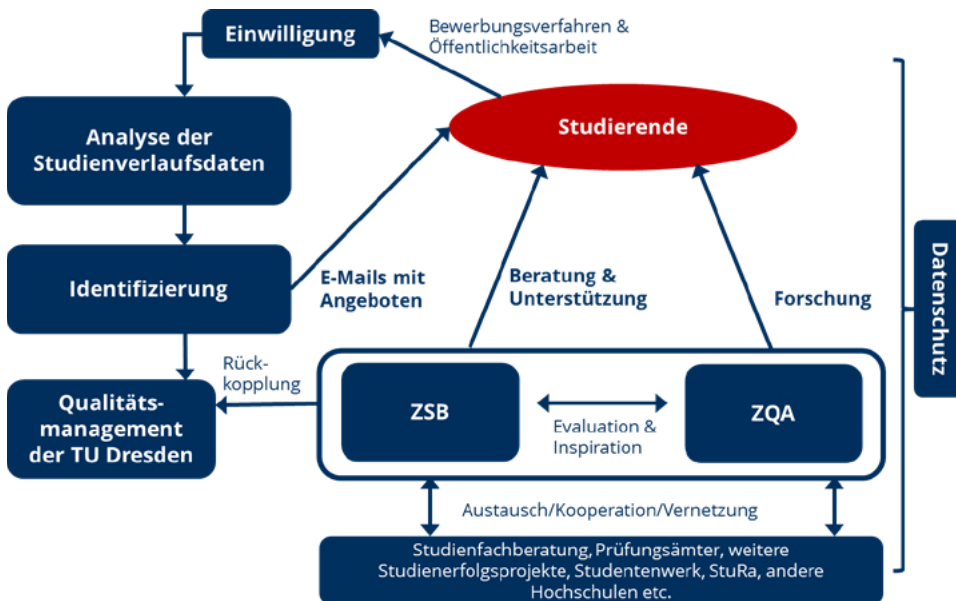 Einwilligung
Bewerbungsverfahren &
Öffentlichkeitsarbeit
Analyse der
Studienverlaufsdaten
Studierende
Identifizierung
E-Mails mit
Angeboten
Beratung &
Unterstützung
Forschung
Datenschutz
Rück-
kopplung
Qualitäts-
management
der TU Dresden
ZSB
Evaluation &
Inspiration
ZQA
Austausch/Kooperation/Vernetzung
Studienfachberatung, Prüfungsämter, weitere
Studienerfolgsprojekte, Studentenwerk, StuRa, andere
Hochschulen etc.